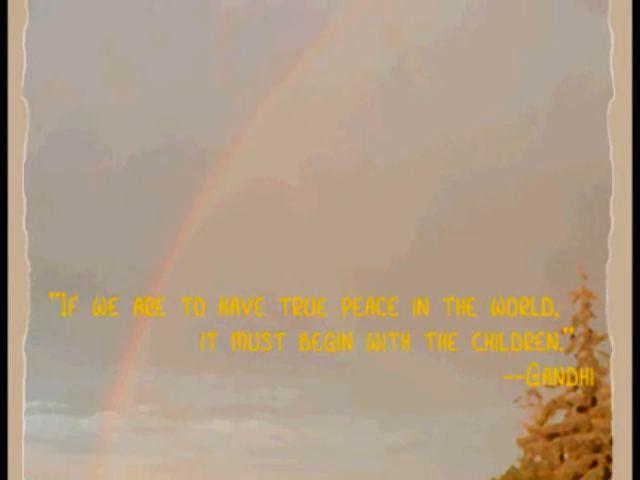 "If we are to have true peace in the world,
it must begin with the children."
--Gandhi